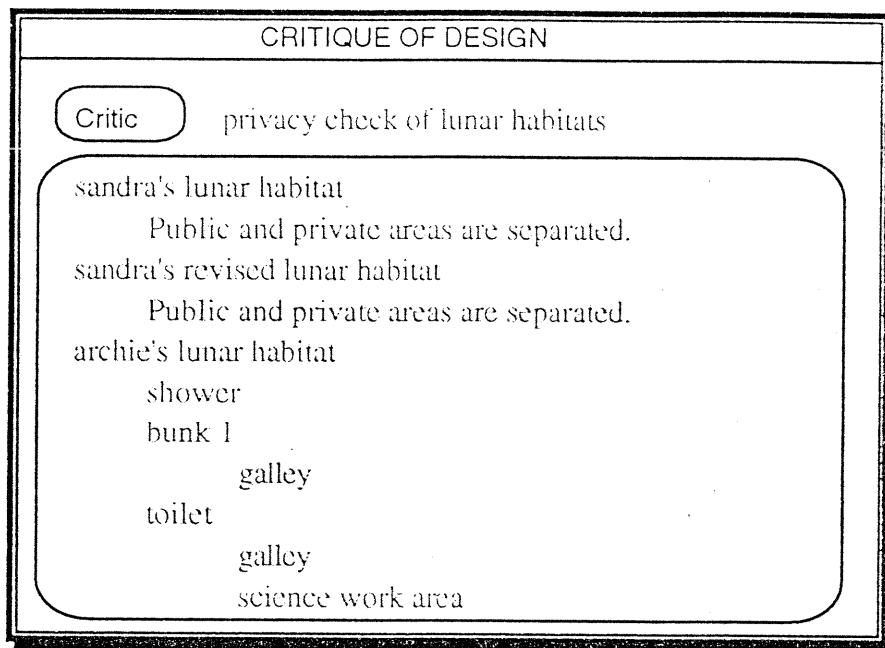 CRITIQUE OF DESIGN
Critic privacy check of lunar habitats
sandra's lunar habitat
Public and private areas are separated.
sandra's revised lunar habitat
Public and private areas are separated.
archie's lunar habitat
shower
bunk 1
galley
toilet
galley
science work area